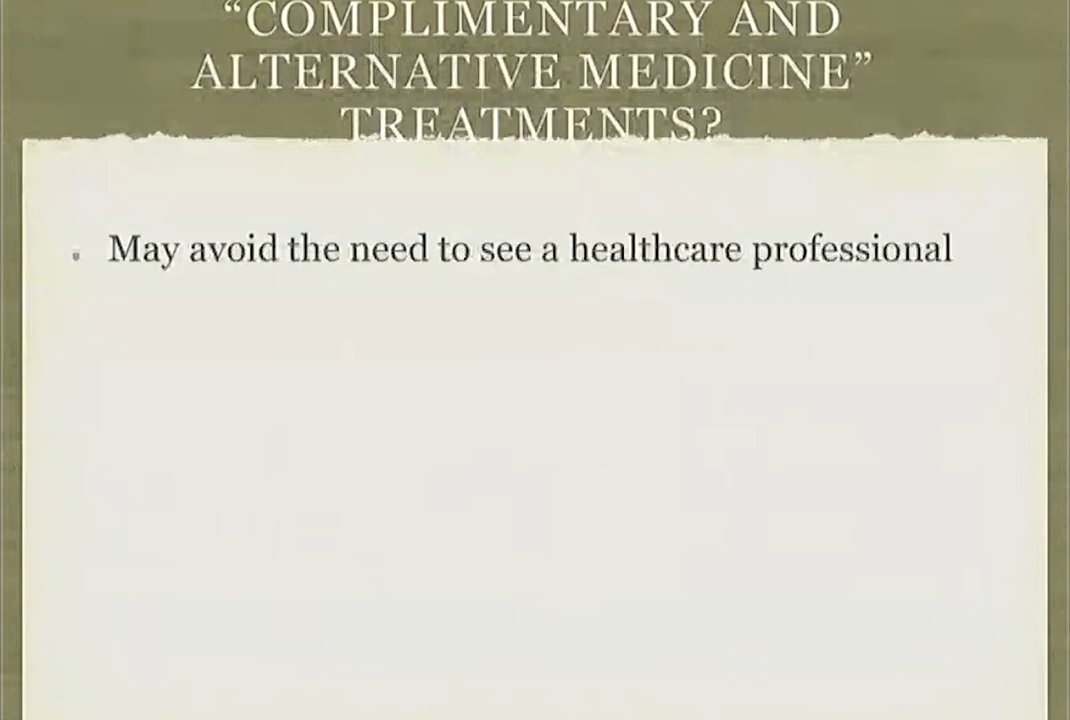 “COMPLIMENTARY AND
ALTERNATIVE MEDICINE”
TREATMENTS?
May avoid the need to see a healthcare professional